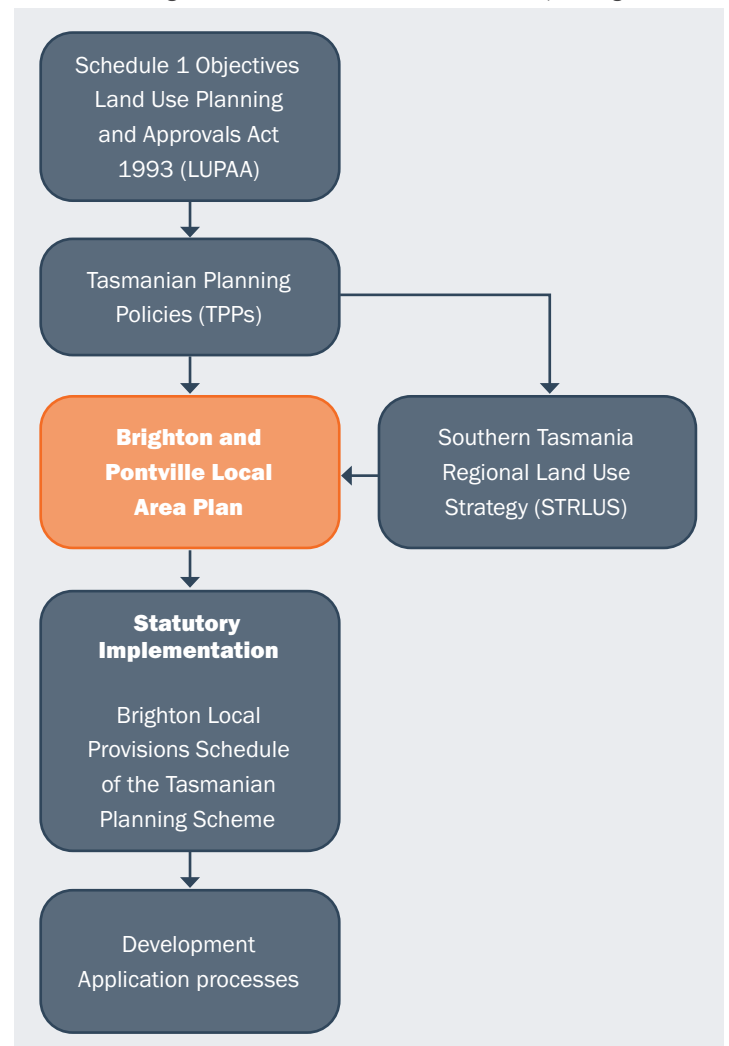 Schedule 1 Objectives
Land Use Planning
and Approvals Act
1993 (LUPAA)
Tasmanian Planning
Policies (TPPs)
Brighton and
Pontville Local
Area Plan
Southern Tasmania
Regional Land Use
Strategy (STRLUS)
Statutory
Implementation
Brighton Local
Provisions Schedule
of the Tasmanian
Planning Scheme
Development
Application processes